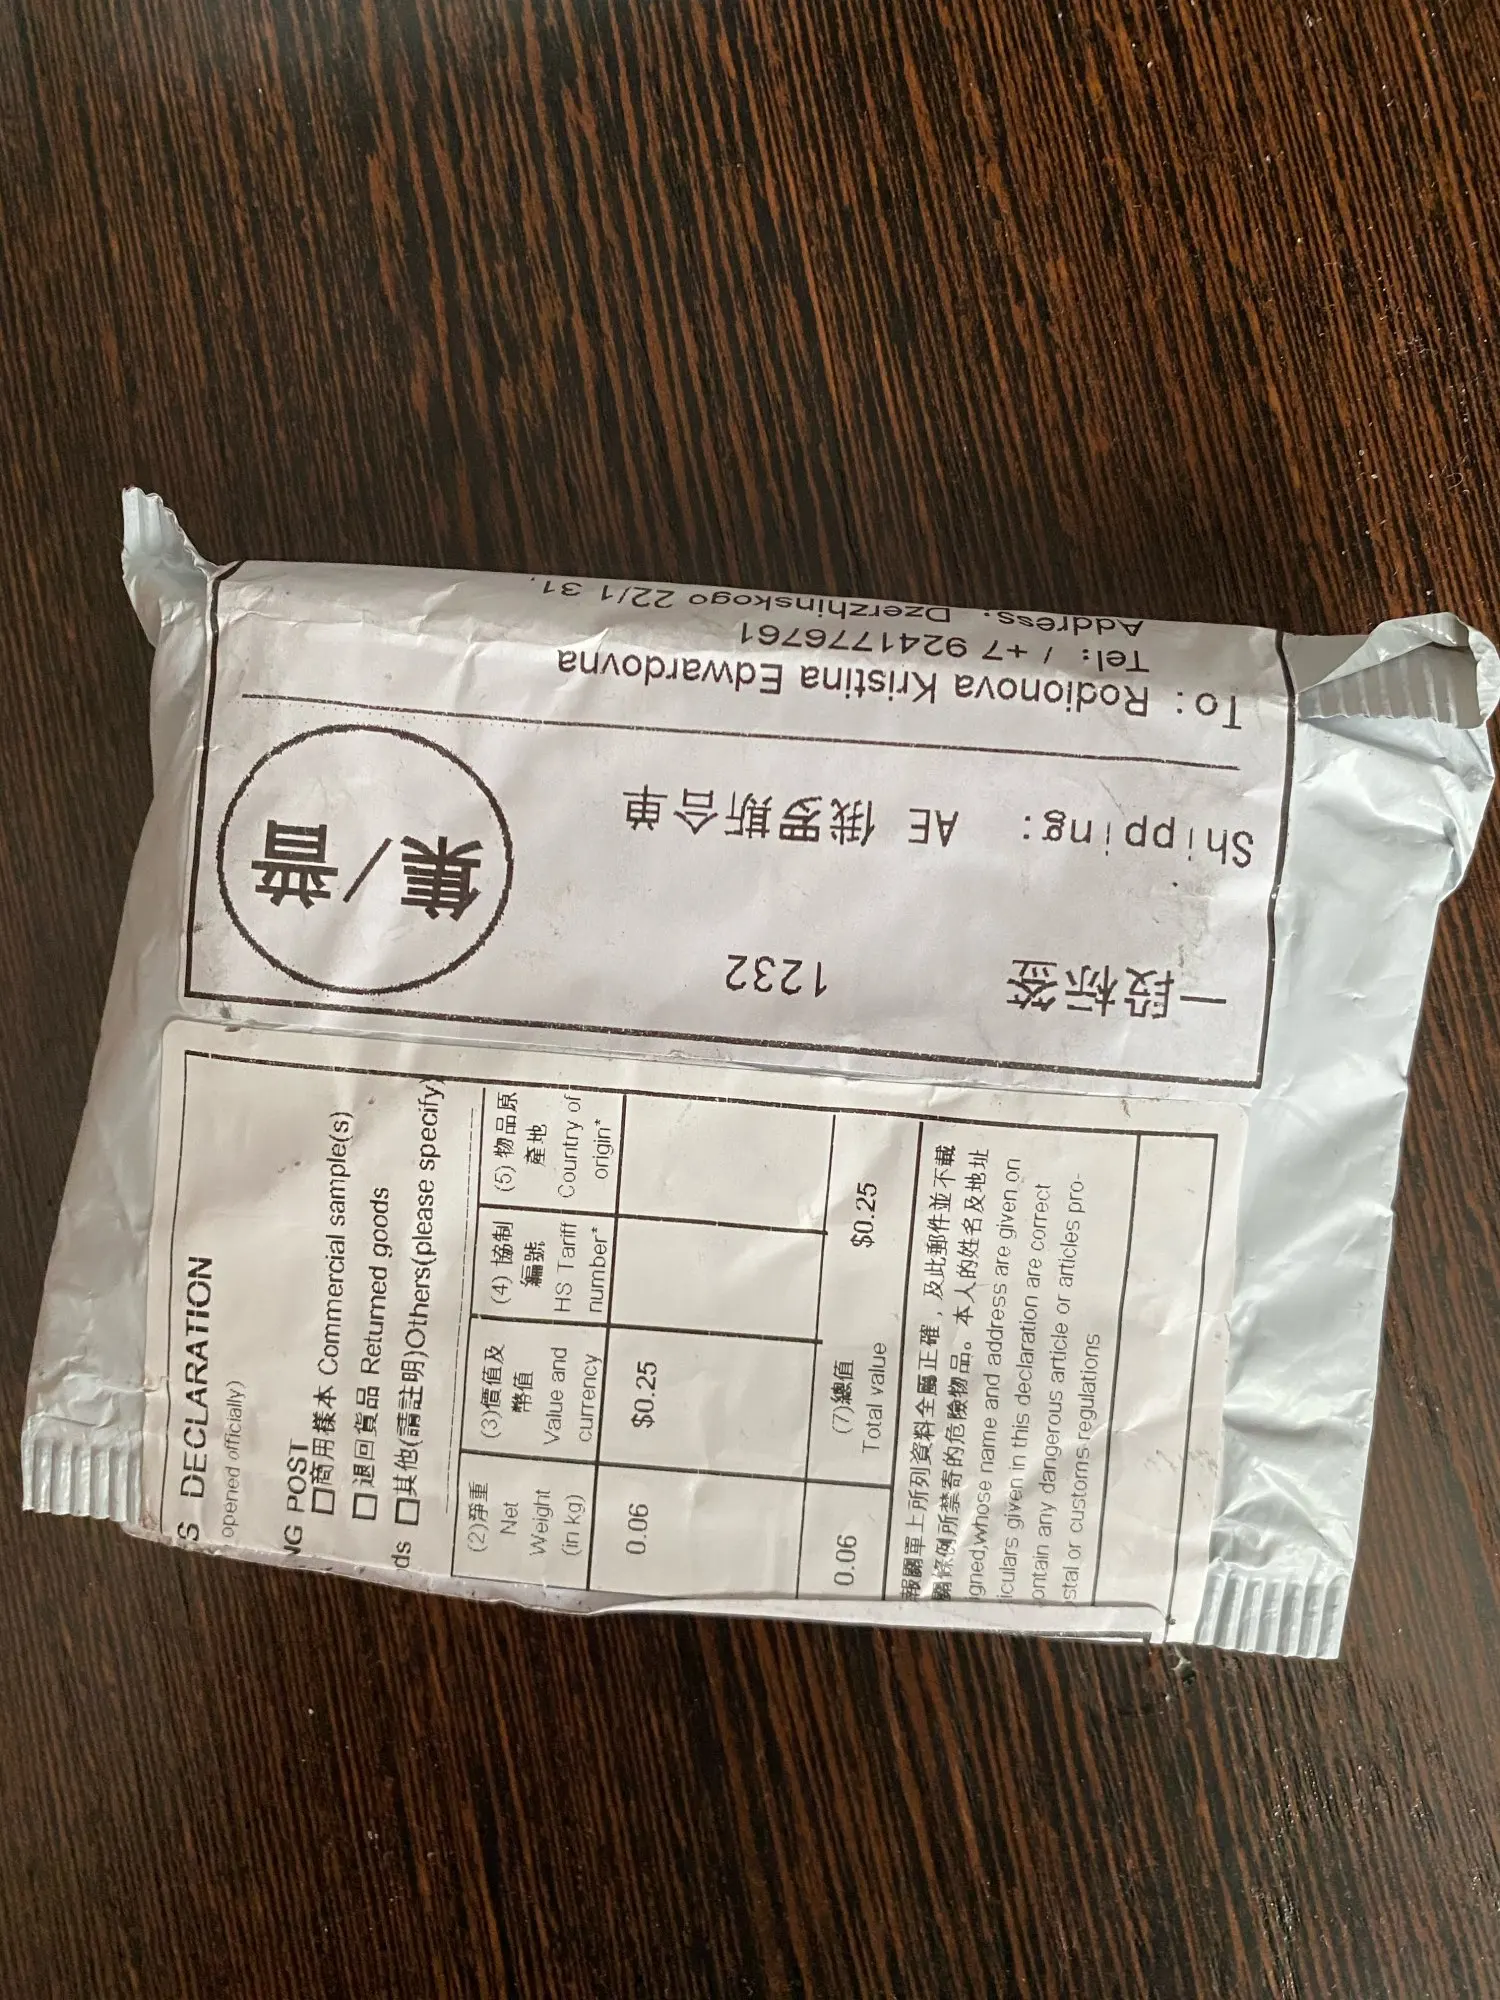 S DECLARATION
opened officially)
NG POST
□商用樣本 Commercial sample(s)
□退回貨品 Returned goods
ds □其他(請註明)Others(please specify)
(2)淨重 Net Weight (in kg)
(3)價值及幣值 Value and currency
(4) 協制編號 HS Tariff number*
(5) 物品原產地 Country of origin*
0.06 $0.25
0.06 (7)總值 Total value $0.25
報關單上所列資料全屬正確，及此郵件並不載
關條例所禁寄的危險物品。本人的姓名及地址
igned,whose name and address are given on
iculars given in this declaration are correct
ontain any dangerous article or articles pro-
stal or customs regulations
一段标签 1232
Shipping: AE 俄罗斯合单
To: Rodionova Kristina Edwardovna
Tel: / +7 9241776761
Address: Dzerzhinskogo 22/1 31,